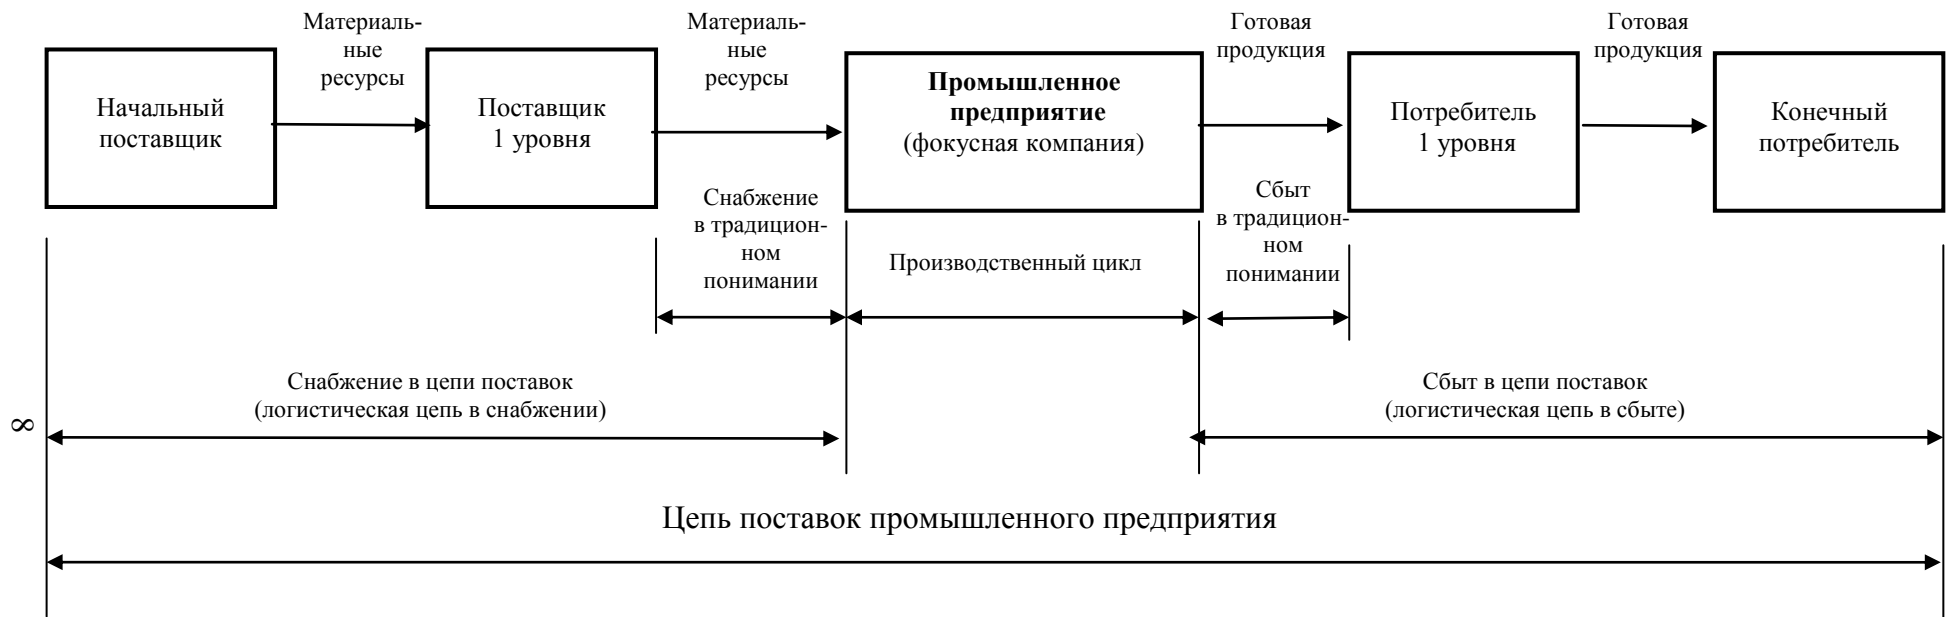 Материаль-
ные
ресурсы
Материаль-
ные
ресурсы
Готовая
продукция
Готовая
продукция
Начальный
поставщик
Поставщик
1 уровня
Промышленное
предприятие
(фокусная компания)
Потребитель
1 уровня
Конечный
потребитель
Снабжение
в традицион-
ном
понимании
Производственный цикл
Сбыт
в традицион-
ном
понимании
Снабжение в цепи поставок
(логистическая цепь в снабжении)
Сбыт в цепи поставок
(логистическая цепь в сбыте)
∞
Цепь поставок промышленного предприятия